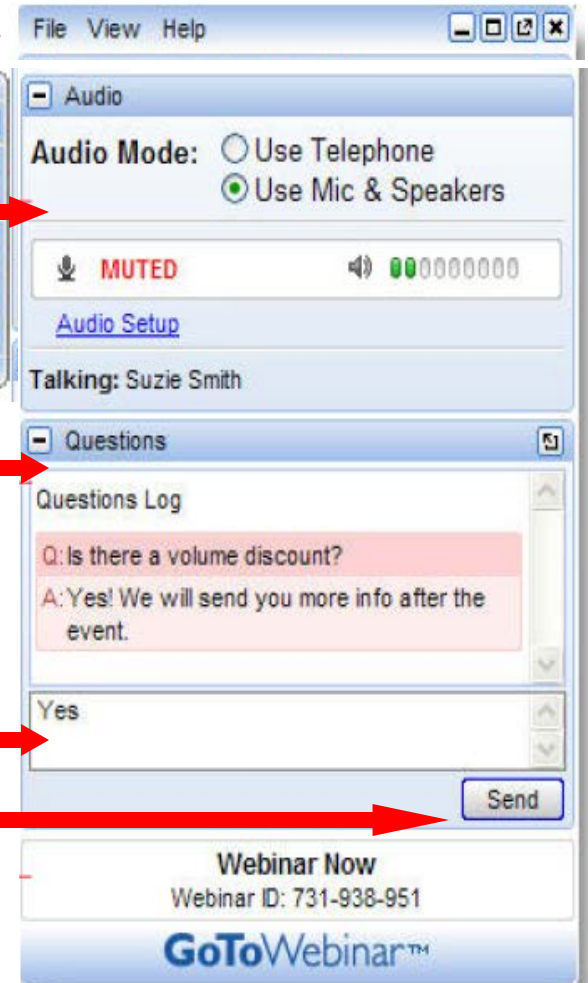 File View Help
Audio
Audio Mode: Use Telephone
Use Mic & Speakers
MUTED
Audio Setup
Talking: Suzie Smith
Questions
Questions Log
Q: Is there a volume discount?
A: Yes! We will send you more info after the
event.
Yes
Send
Webinar Now
Webinar ID: 731-938-951
GoToWebinar™